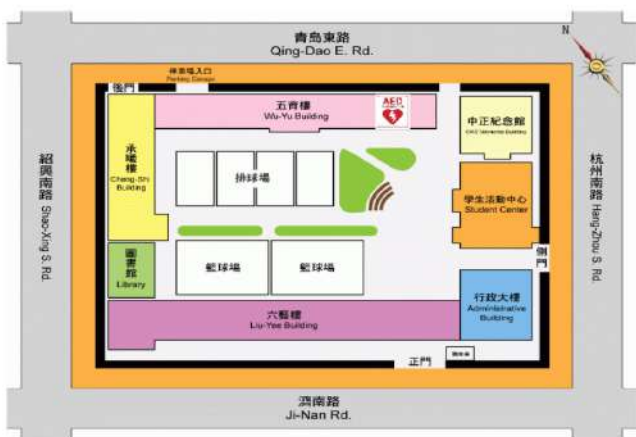 青島東路
Qing-Dao E. Rd.
N
停車場入口
Parking Garage
後門
五育樓
Wu-Yu Building
AED
中正紀念館
承曦樓
Cheng-Shi
Building
排球場
學生活動中心
Student Center
紹興南路
Shao-Xing S. Rd.
杭州南路
Hang-Zhou S. Rd.
側門
圖書館
Library
籃球場
籃球場
行政大樓
Administrative
Building
六藝樓
Liu-Yee Building
正門
濟南路
Ji-Nan Rd.